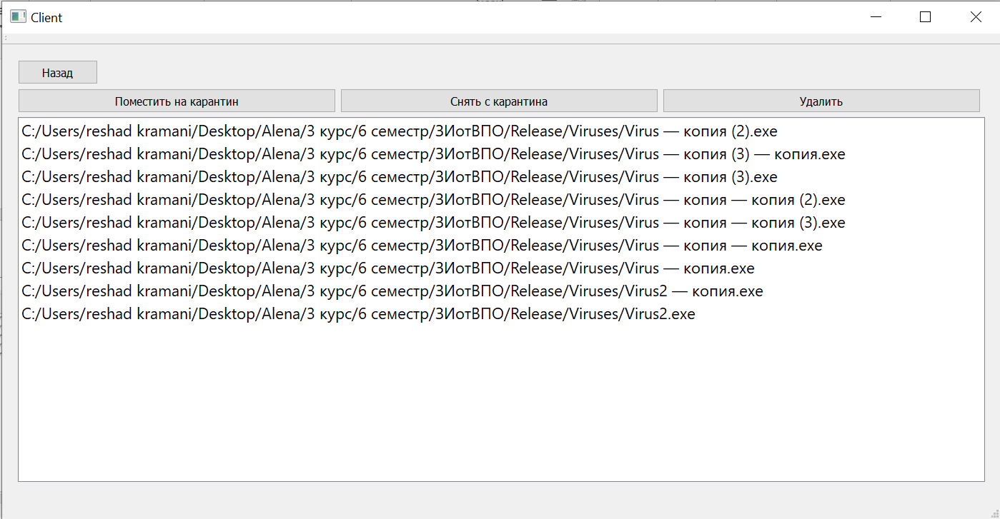 Client
Назад
Поместить на карантин Снять с карантина Удалить
C:/Users/reshad kramani/Desktop/Alena/3 курс/6 семестр/ЗИотВПО/Release/Viruses/Virus — копия (2).exe
C:/Users/reshad kramani/Desktop/Alena/3 курс/6 семестр/ЗИотВПО/Release/Viruses/Virus — копия (3) — копия.exe
C:/Users/reshad kramani/Desktop/Alena/3 курс/6 семестр/ЗИотВПО/Release/Viruses/Virus — копия (3).exe
C:/Users/reshad kramani/Desktop/Alena/3 курс/6 семестр/ЗИотВПО/Release/Viruses/Virus — копия — копия (2).exe
C:/Users/reshad kramani/Desktop/Alena/3 курс/6 семестр/ЗИотВПО/Release/Viruses/Virus — копия — копия (3).exe
C:/Users/reshad kramani/Desktop/Alena/3 курс/6 семестр/ЗИотВПО/Release/Viruses/Virus — копия — копия.exe
C:/Users/reshad kramani/Desktop/Alena/3 курс/6 семестр/ЗИотВПО/Release/Viruses/Virus — копия.exe
C:/Users/reshad kramani/Desktop/Alena/3 курс/6 семестр/ЗИотВПО/Release/Viruses/Virus2 — копия.exe
C:/Users/reshad kramani/Desktop/Alena/3 курс/6 семестр/ЗИотВПО/Release/Viruses/Virus2.exe